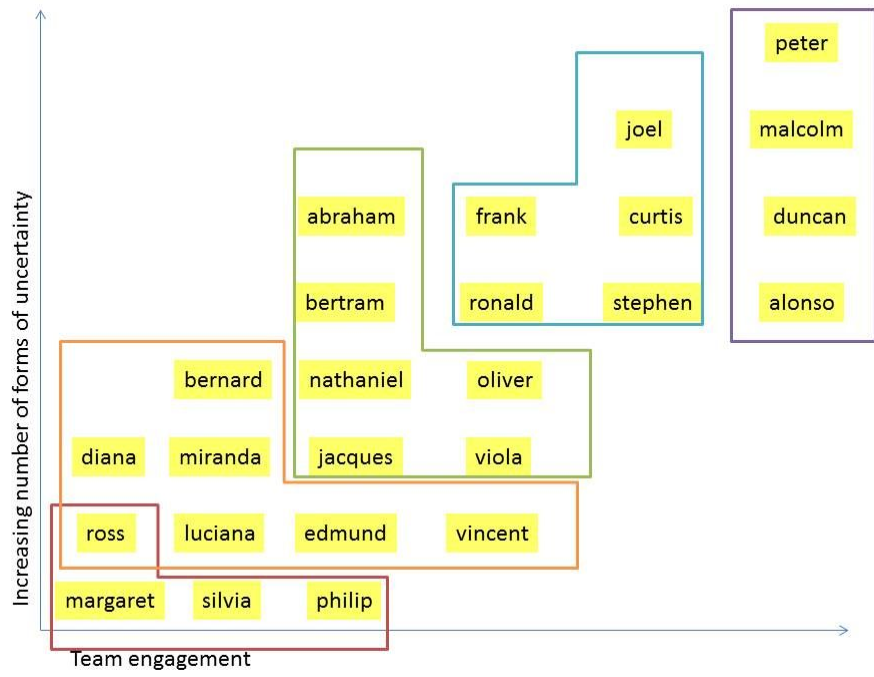 Increasing number of forms of uncertainty
peter
joel malcolm
abraham frank curtis duncan
bertram ronald stephen alonso
bernard nathaniel oliver
diana miranda jacques viola
ross luciana edmund vincent
margaret silvia philip
Team engagement